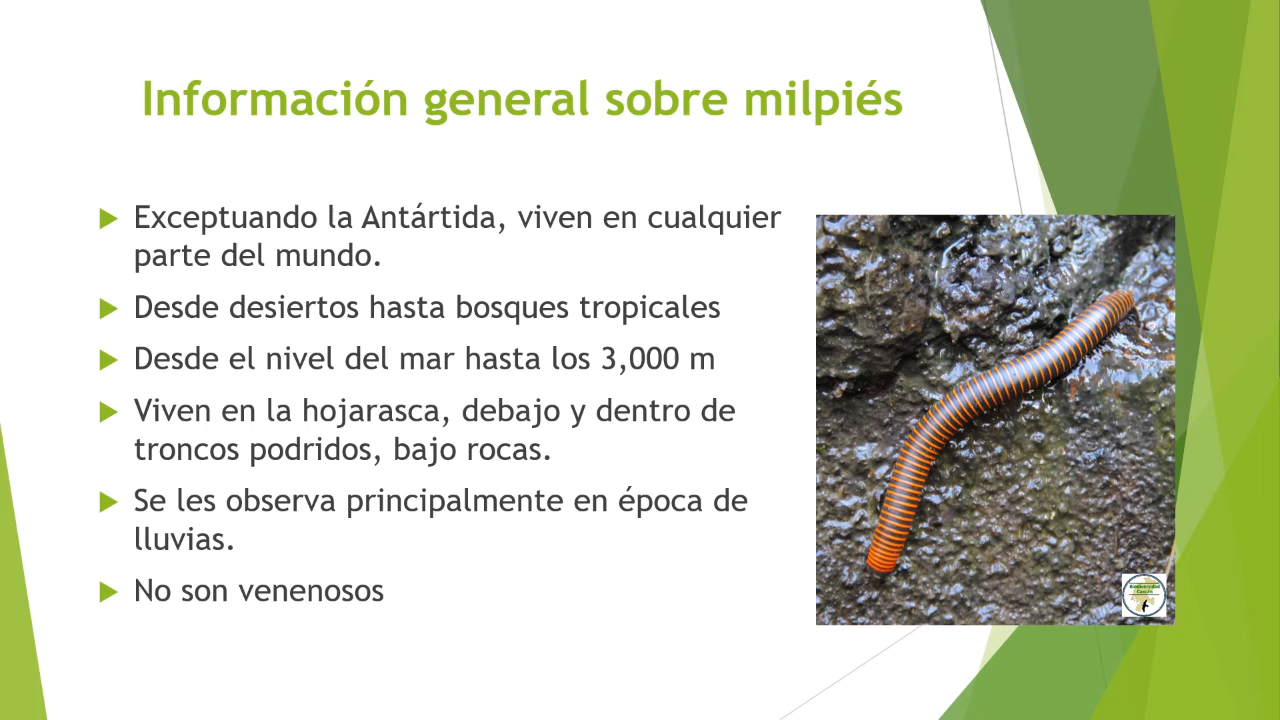 Información general sobre milpiés
Exceptuando la Antártida, viven en cualquier
parte del mundo.
Desde desiertos hasta bosques tropicales
Desde el nivel del mar hasta los 3,000 m
Viven en la hojarasca, debajo y dentro de
troncos podridos, bajo rocas.
Se les observa principalmente en época de
lluvias.
No son venenosos
Biodiversidad